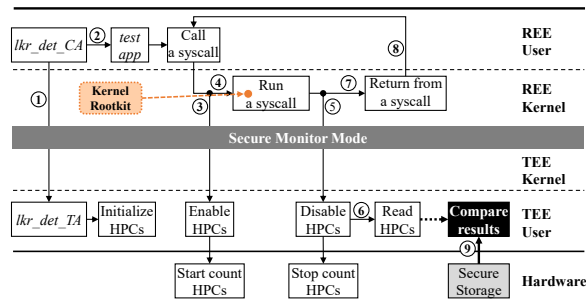 lkr_det_CA
②
test
app
Call
a syscall
⑧
REE
User
①
Kernel
Rootkit
④
③
Run
a syscall
⑦
⑤
Return from
a syscall
REE
Kernel
Secure Monitor Mode
TEE
Kernel
lkr_det_TA
Initialize
HPCs
Enable
HPCs
Disable
HPCs
⑥
Read
HPCs
Compare
results
TEE
User
⑨
Start count
HPCs
Stop count
HPCs
Secure
Storage
Hardware